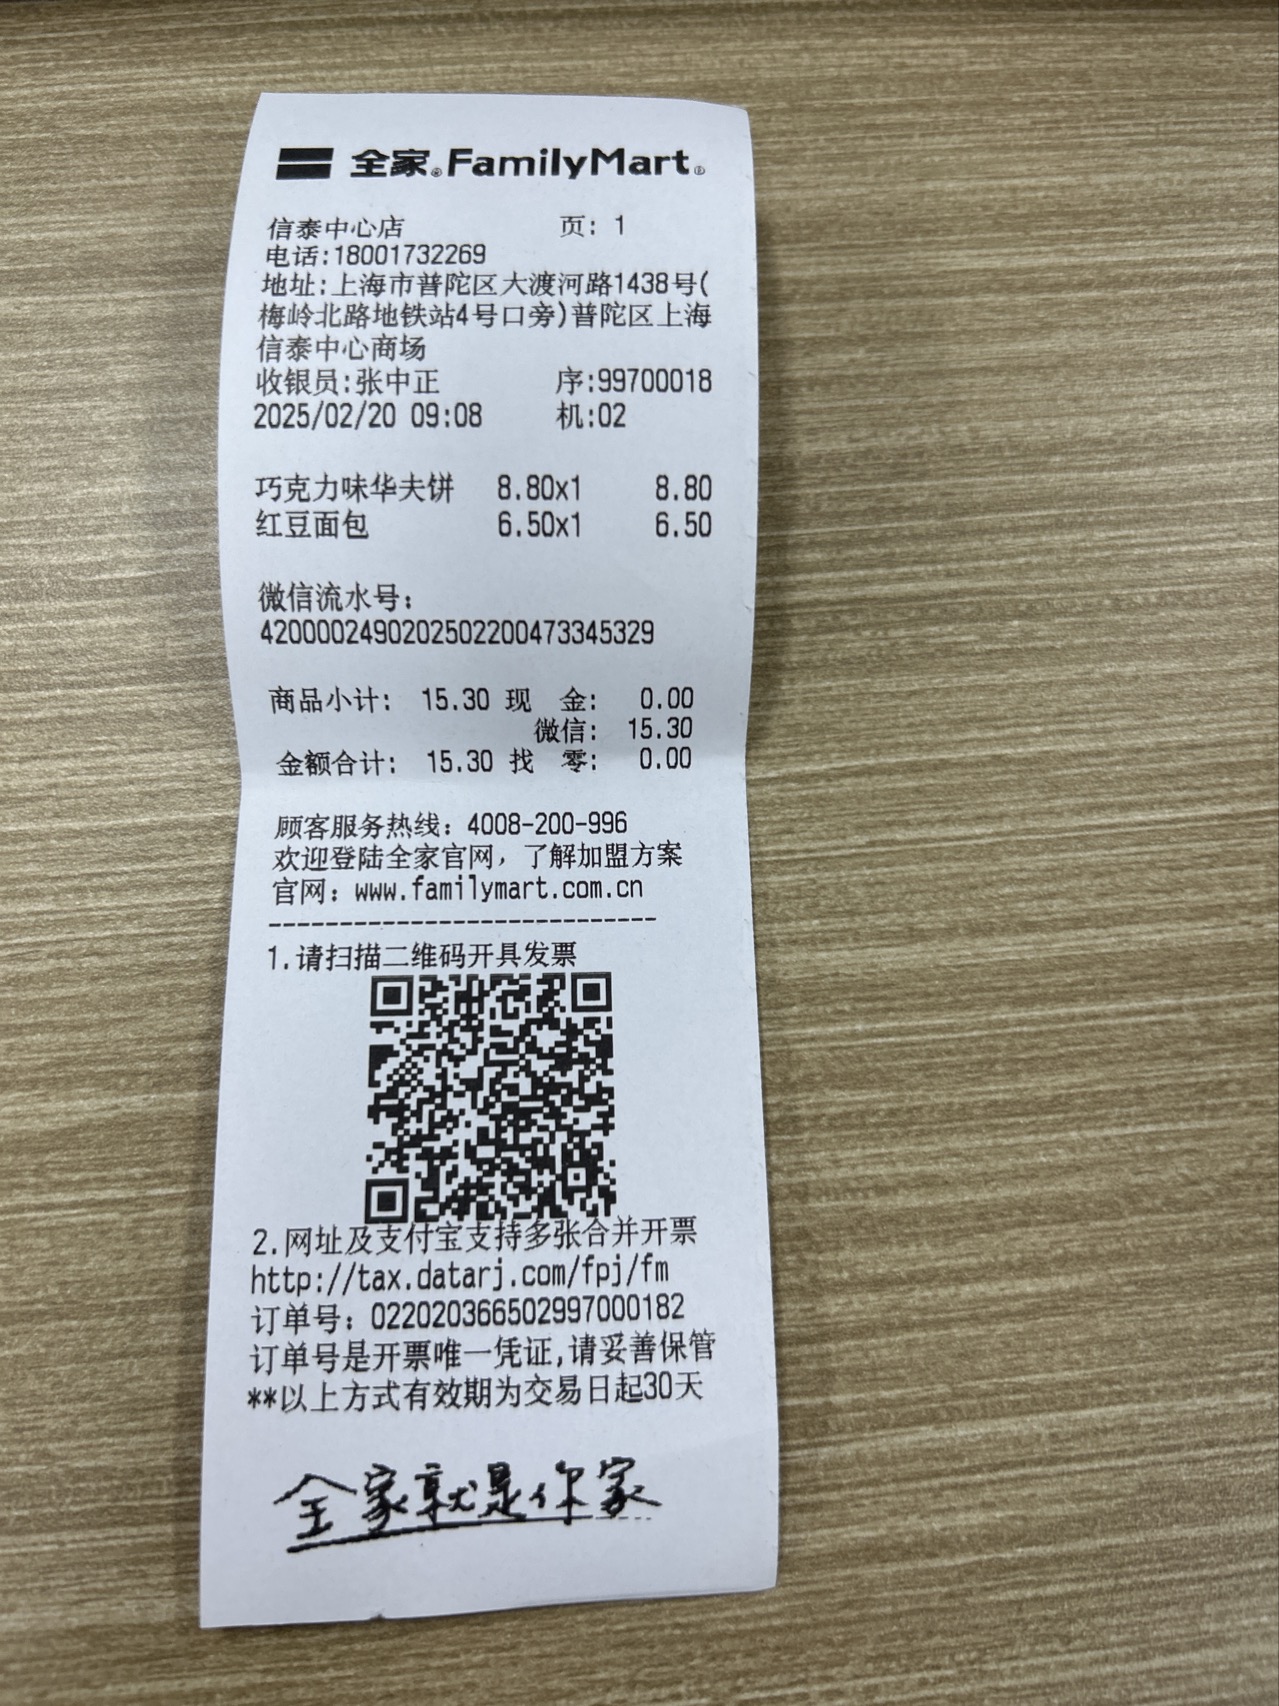 全家®FamilyMart®
信泰中心店 页: 1
电话:18001732269
地址:上海市普陀区大渡河路1438号(
梅岭北路地铁站4号口旁)普陀区上海
信泰中心商场
收银员:张中正 序:99700018
2025/02/20 09:08 机:02
巧克力味华夫饼 8.80x1 8.80
红豆面包 6.50x1 6.50
微信流水号:
4200002490202502200473345329
商品小计: 15.30 现 金: 0.00
微信: 15.30
金额合计: 15.30 找 零: 0.00
顾客服务热线: 4008-200-996
欢迎登陆全家官网，了解加盟方案
官网: www.familymart.com.cn
----------------------------
1.请扫描二维码开具发票
2.网址及支付宝支持多张合并开票
http://tax.datarj.com/fpj/fm
订单号: 022020366502997000182
订单号是开票唯一凭证,请妥善保管
**以上方式有效期为交易日起30天
全家就是你家